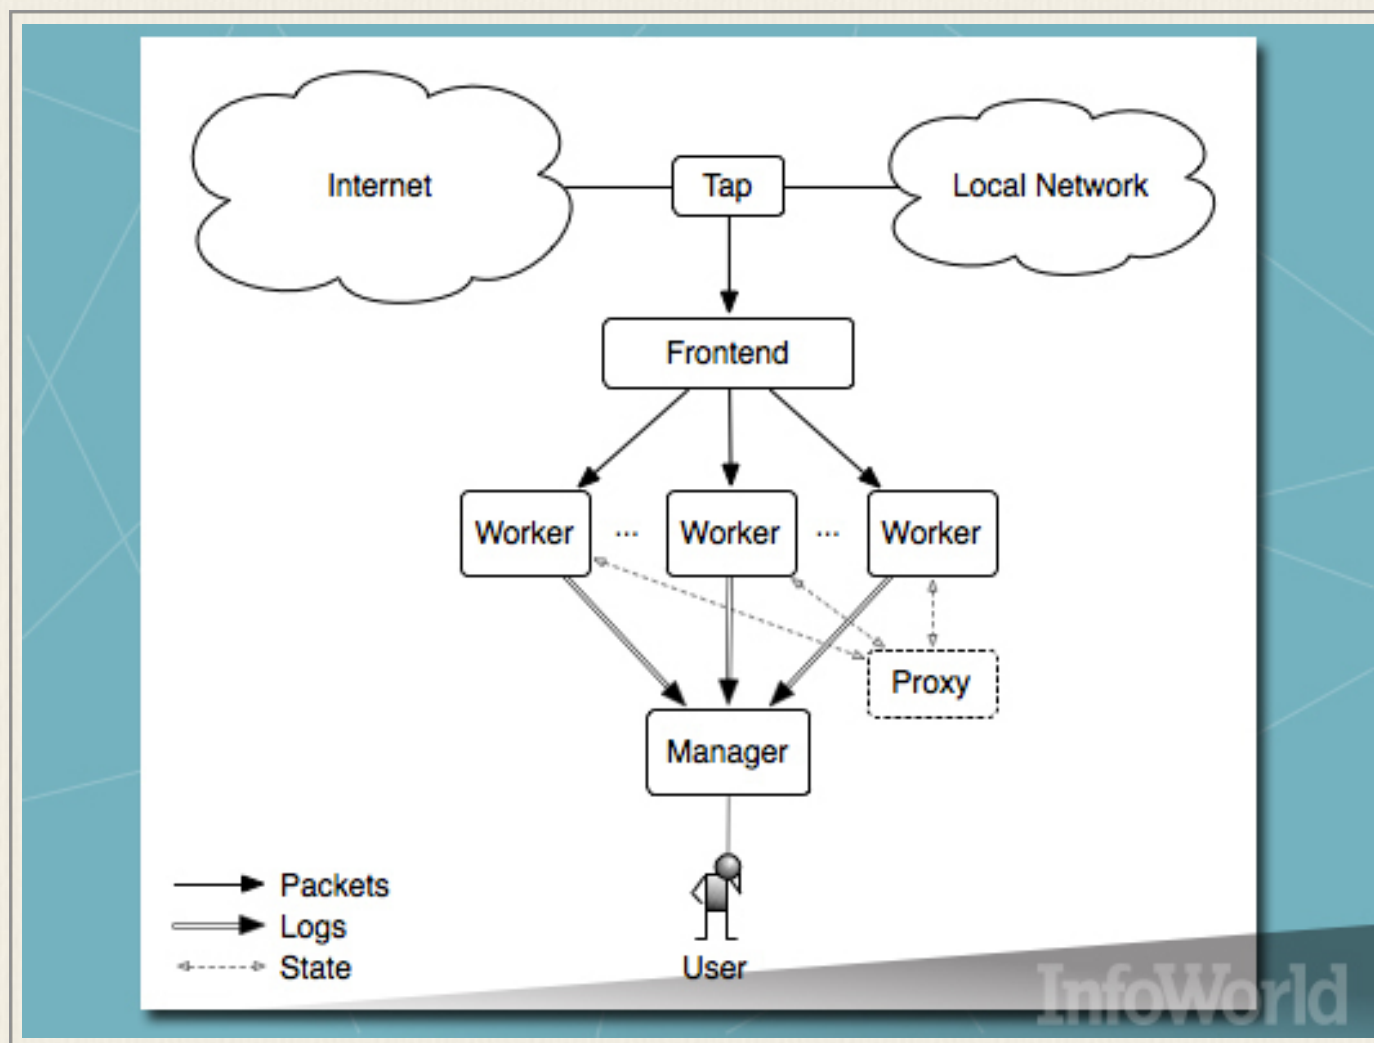 Internet
Tap
Local Network
Frontend
Worker ... Worker ... Worker
Proxy
Manager
Packets
Logs
State
User
InfoWorld